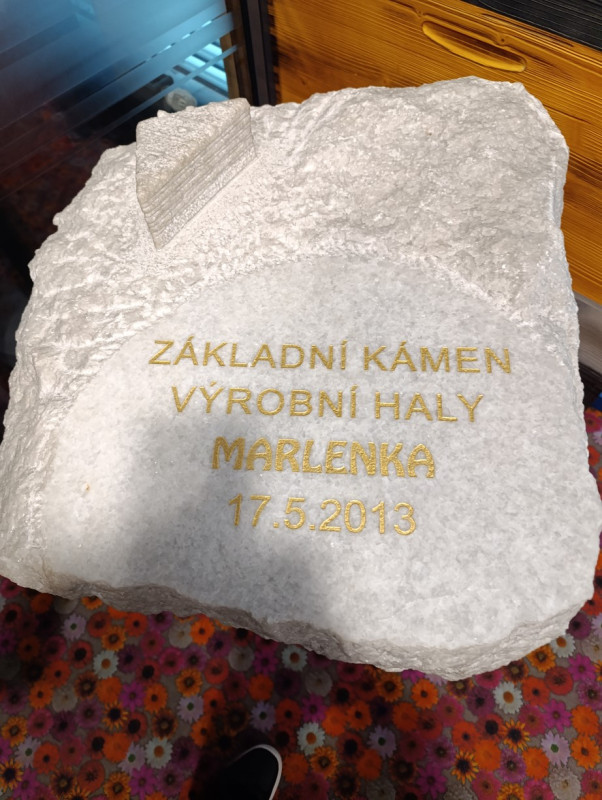 ZÁKLADNÍ KÁMEN
VÝROBNÍ HALY
MARLENKA
17.5.2013